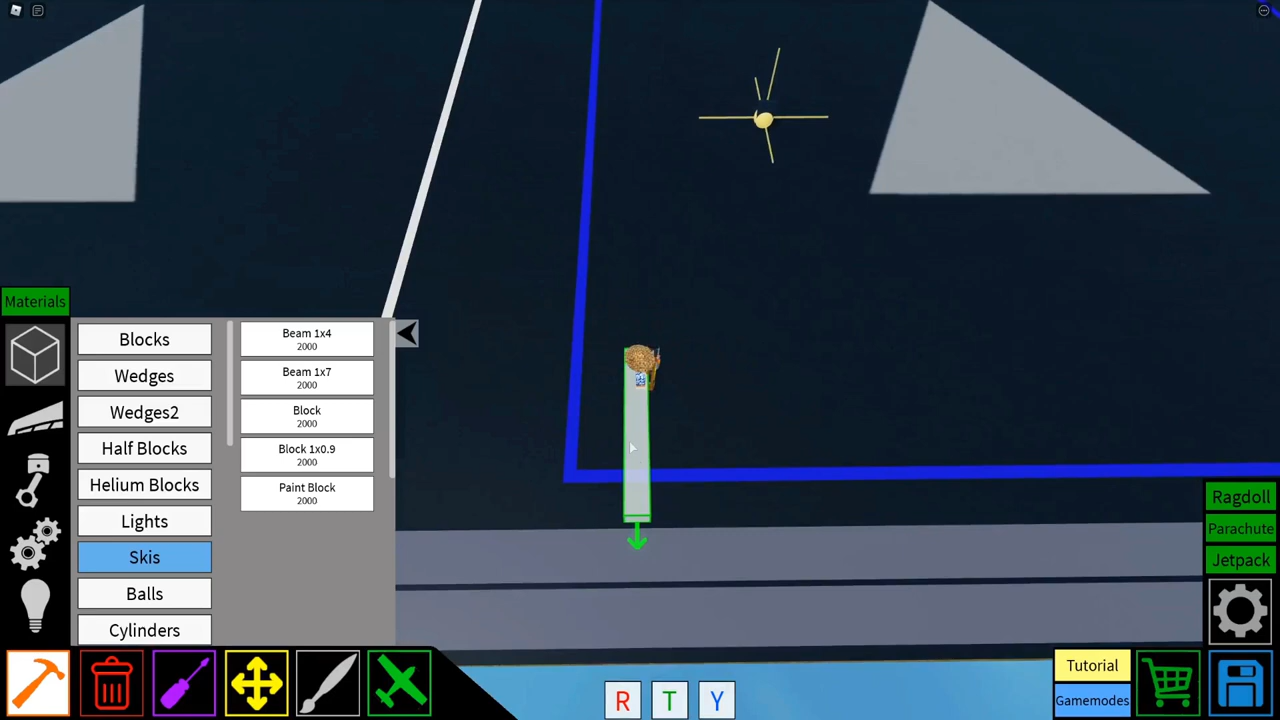 Materials
Blocks
Wedges
Wedges2
Half Blocks
Helium Blocks
Lights
Skis
Balls
Cylinders
Beam 1x4
2000
Beam 1x7
2000
Block
2000
Block 1x0.9
2000
Paint Block
2000
Ragdoll
Parachute
Jetpack
Tutorial
Gamemodes
R T Y